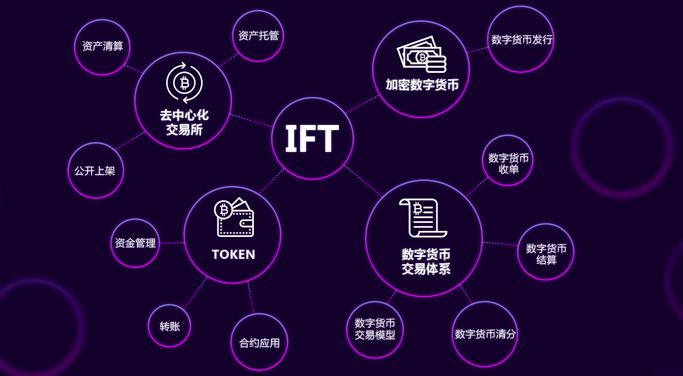 资产清算
资产托管
去中心化
交易所
公开上架
IFT
加密数字货币
数字货币发行
TOKEN
资金管理
转账
合约应用
数字货币
交易体系
数字货币
收单
数字货币
结算
数字货币
交易模型
数字货币清分